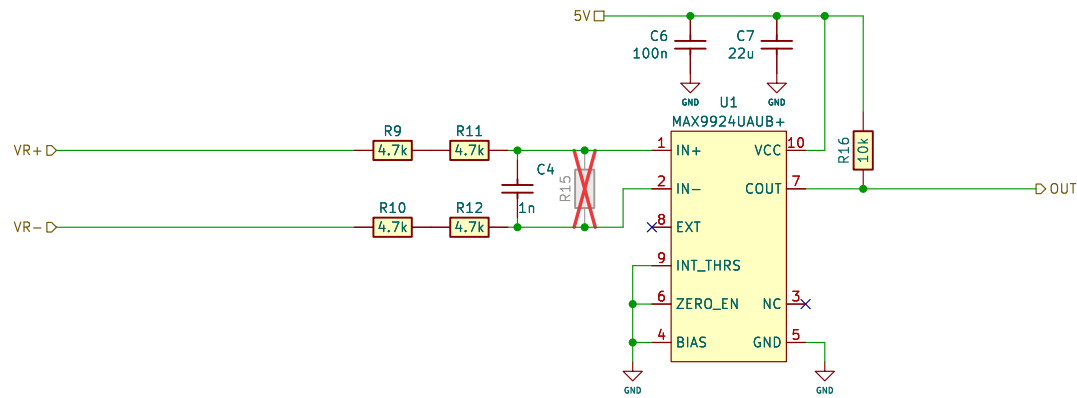 5V
C6
100n
C7
22u
GND
GND
U1
MAX9924UAUB+
R9
4.7k
R11
4.7k
VR+
C4
1n
R15
1
IN+
VCC
10
R16
10k
2
IN-
COUT
7
OUT
R10
4.7k
R12
4.7k
VR-
8
EXT
9
INT_THRS
6
ZERO_EN
NC
3
4
BIAS
GND
5
GND
GND